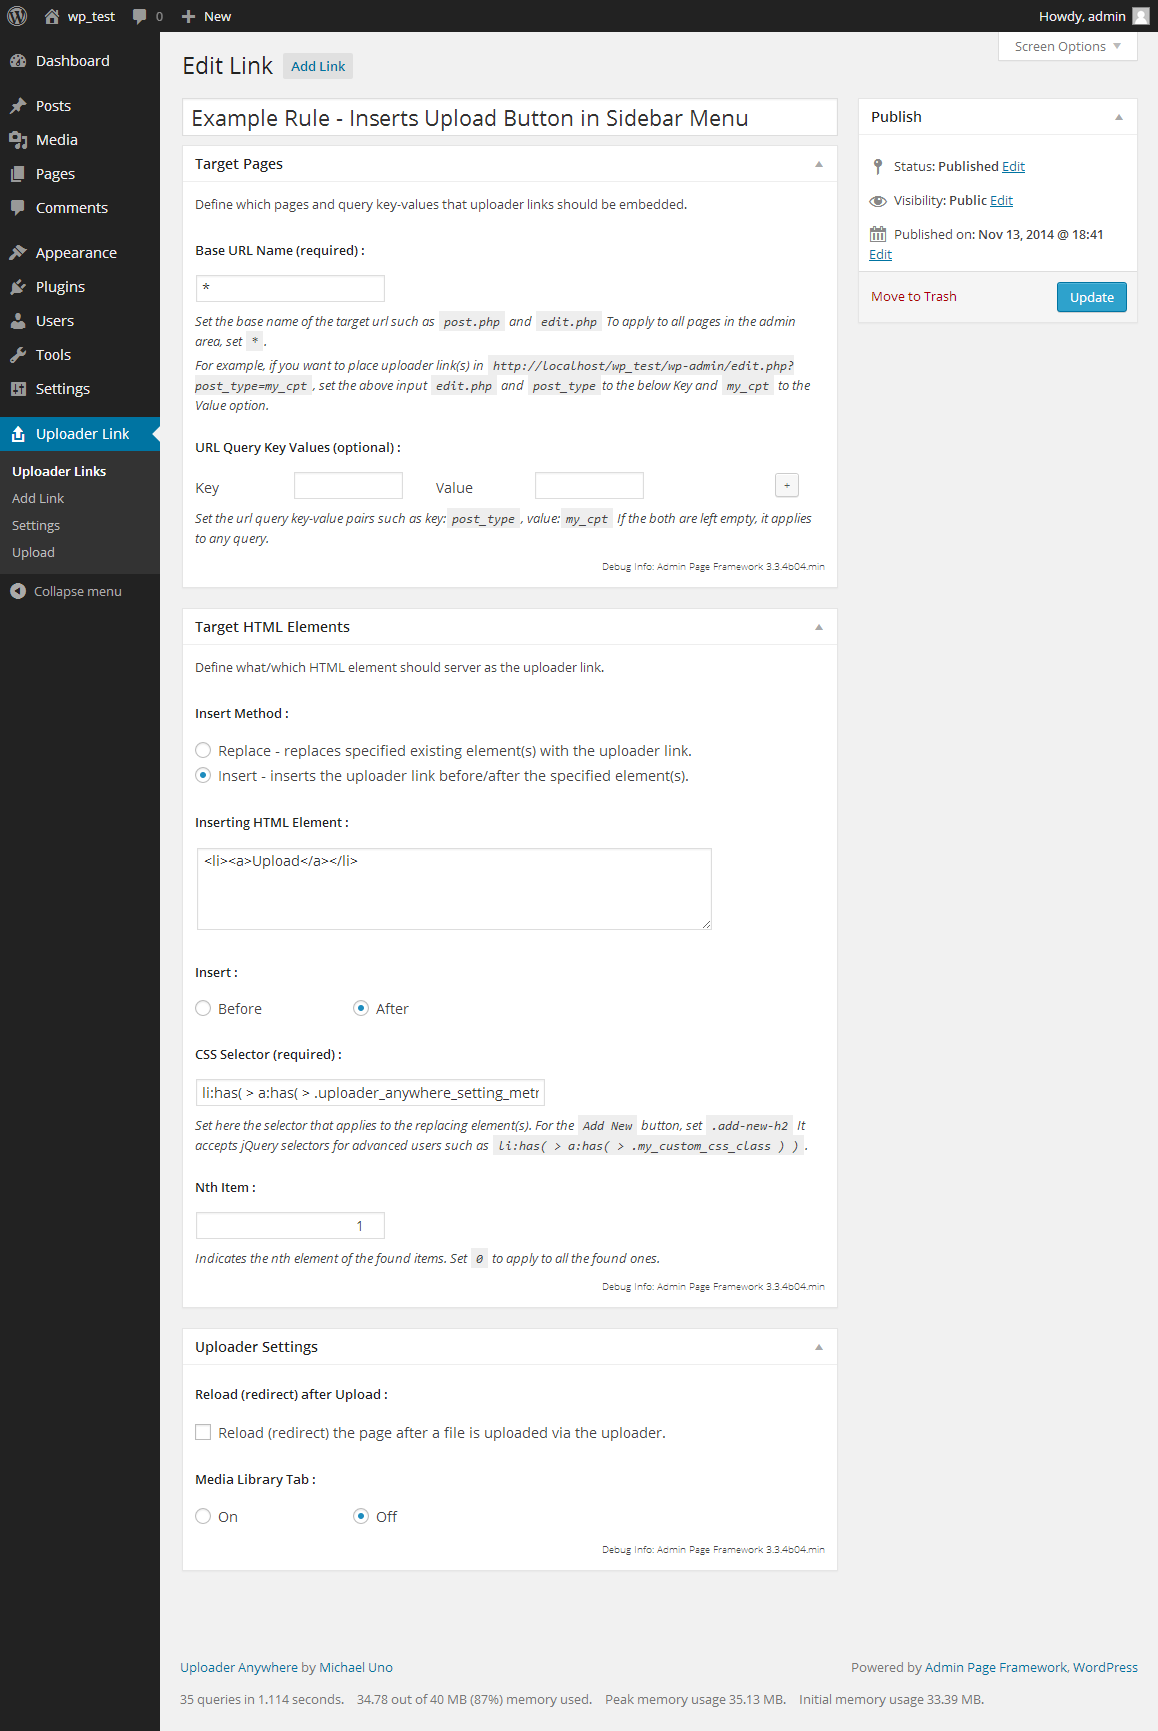 wp_test 0 New Howdy, admin
Screen Options
Dashboard
Posts
Media
Pages
Comments
Appearance
Plugins
Users
Tools
Settings
Uploader Link
Uploader Links
Add Link
Settings
Upload
Collapse menu
Edit Link Add Link
Example Rule - Inserts Upload Button in Sidebar Menu
Target Pages
Define which pages and query key-values that uploader links should be embedded.
Base URL Name (required) :
*
Set the base name of the target url such as post.php and edit.php To apply to all pages in the admin
area, set * .
For example, if you want to place uploader link(s) in http://localhost/wp_test/wp-admin/edit.php?
post_type=my_cpt , set the above input edit.php and post_type to the below Key and my_cpt to the
Value option.
URL Query Key Values (optional) :
Key Value +
Set the url query key-value pairs such as key: post_type , value: my_cpt If the both are left empty, it applies
to any query.
Debug Info: Admin Page Framework 3.3.4b04.min
Target HTML Elements
Define what/which HTML element should server as the uploader link.
Insert Method :
Replace - replaces specified existing element(s) with the uploader link.
Insert - inserts the uploader link before/after the specified element(s).
Inserting HTML Element :
<li><a>Upload</a></li>
Insert :
Before After
CSS Selector (required) :
li:has( > a:has( > .uploader_anywhere_setting_metr
Set here the selector that applies to the replacing element(s). For the Add New button, set .add-new-h2 It
accepts jQuery selectors for advanced users such as li:has( > a:has( > .my_custom_css_class ) ) .
Nth Item :
1
Indicates the nth element of the found items. Set 0 to apply to all the found ones.
Debug Info: Admin Page Framework 3.3.4b04.min
Uploader Settings
Reload (redirect) after Upload :
Reload (redirect) the page after a file is uploaded via the uploader.
Media Library Tab :
On Off
Debug Info: Admin Page Framework 3.3.4b04.min
Publish
Status: Published Edit
Visibility: Public Edit
Published on: Nov 13, 2014 @ 18:41
Edit
Move to Trash Update
Uploader Anywhere by Michael Uno Powered by Admin Page Framework, WordPress
35 queries in 1.114 seconds. 34.78 out of 40 MB (87%) memory used. Peak memory usage 35.13 MB. Initial memory usage 33.39 MB.